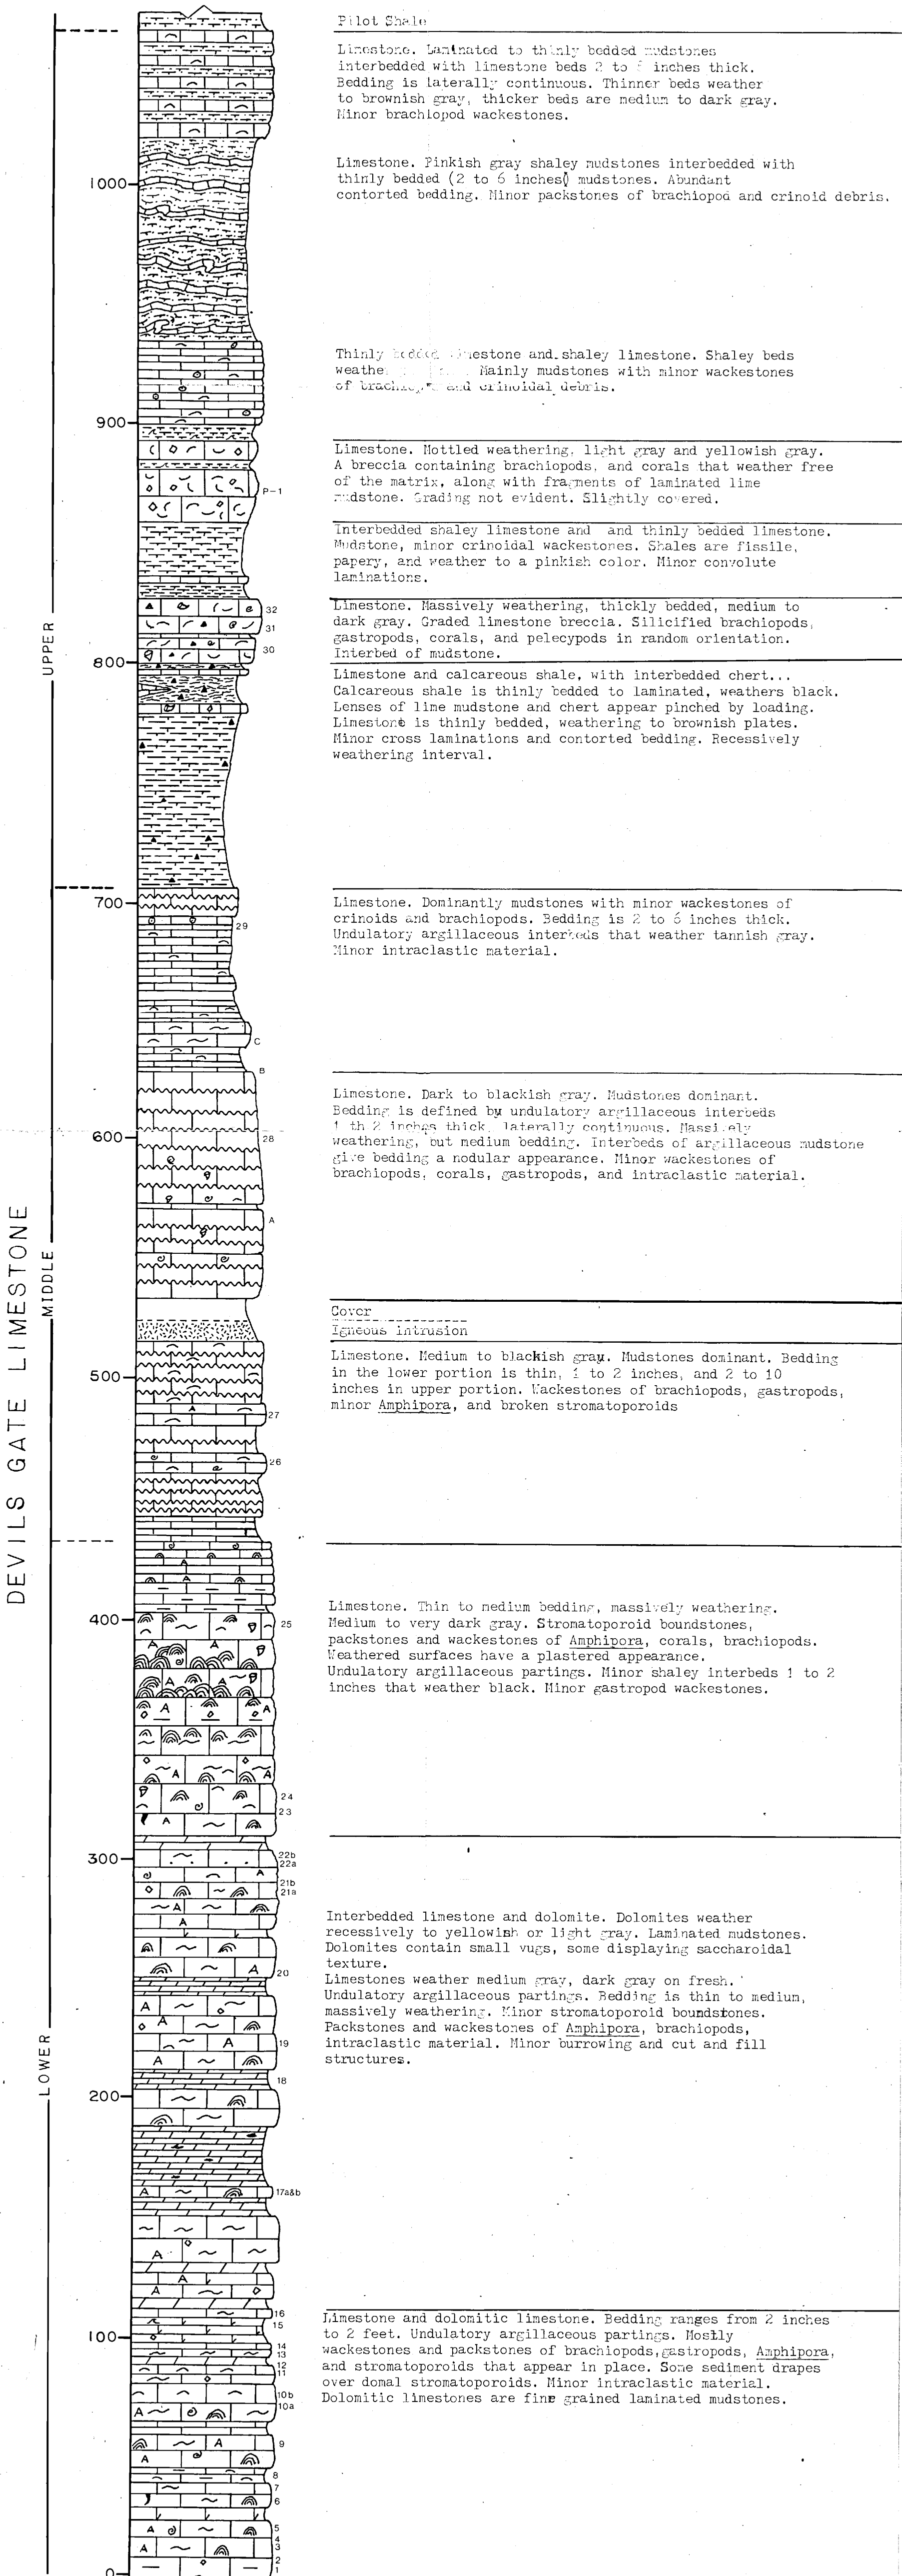 Pilot Shale
Limestone. Laminated to thinly bedded mudstones
interbedded with limestone beds 2 to inches thick.
Bedding is laterally continuous. Thinner beds weather
to brownish gray, thicker beds are medium to dark gray.
Minor brachiopod wackestones.
1000
Limestone. Pinkish gray shaley mudstones interbedded with
thinly bedded (2 to 6 inches) mudstones. Abundant
contorted bedding. Minor packstones of brachiopod and crinoid debris.
Thinly bedded limestone and shaley limestone. Shaley beds
weather Mainly mudstones with minor wackestones
of brachiopod and crinoidal debris.
900
Limestone. Mottled weathering, light gray and yellowish gray.
A breccia containing brachiopods, and corals that weather free
of the matrix, along with fragments of laminated lime
mudstone. Grading not evident. Slightly covered.
P-1
Interbedded shaley limestone and and thinly bedded limestone.
Mudstone, minor crinoidal wackestones. Shales are fissile,
papery, and weather to a pinkish color. Minor convolute
laminations.
UPPER
32
31
30
Limestone. Massively weathering, thickly bedded, medium to
dark gray. Graded limestone breccia. Silicified brachiopods,
gastropods, corals, and pelecypods in random orientation.
Interbed of mudstone.
800
Limestone and calcareous shale, with interbedded chert...
Calcareous shale is thinly bedded to laminated, weathers black.
Lenses of lime mudstone and chert appear pinched by loading.
Limestone is thinly bedded, weathering to brownish plates.
Minor cross laminations and contorted bedding. Recessively
weathering interval.
700
29
Limestone. Dominantly mudstones with minor wackestones of
crinoids and brachiopods. Bedding is 2 to 6 inches thick.
Undulatory argillaceous interbeds that weather tannish gray.
Minor intraclastic material.
C
B
Limestone. Dark to blackish gray. Mudstones dominant.
Bedding is defined by undulatory argillaceous interbeds
1 th 2 inches thick, laterally continuous. Massively
weathering, but medium bedding. Interbeds of argillaceous mudstone
give bedding a nodular appearance. Minor wackestones of
brachiopods, corals, gastropods, and intraclastic material.
600
28
A
DEVILS GATE LIMESTONE
MIDDLE
Cover
Igneous intrusion
Limestone. Medium to blackish gray. Mudstones dominant. Bedding
in the lower portion is thin, 1 to 2 inches, and 2 to 10
inches in upper portion. Wackestones of brachiopods, gastropods,
minor Amphipora, and broken stromatoporoids
500
27
26
400
25
Limestone. Thin to medium bedding, massively weathering.
Medium to very dark gray. Stromatoporoid boundstones,
packstones and wackestones of Amphipora, corals, brachiopods.
Weathered surfaces have a plastered appearance.
Undulatory argillaceous partings. Minor shaley interbeds 1 to 2
inches that weather black. Minor gastropod wackestones.
24
23
300
22b
22a
21b
21a
Interbedded limestone and dolomite. Dolomites weather
recessively to yellowish or light gray. Laminated mudstones.
Dolomites contain small vugs, some displaying saccharoidal
texture.
Limestones weather medium gray, dark gray on fresh.
Undulatory argillaceous partings. Bedding is thin to medium,
massively weathering. Minor stromatoporoid boundstones.
Packstones and wackestones of Amphipora, brachiopods,
intraclastic material. Minor burrowing and cut and fill
structures.
20
19
LOWER
18
200
17a&b
16
15
100
14
13
12
11
10b
10a
Limestone and dolomitic limestone. Bedding ranges from 2 inches
to 2 feet. Undulatory argillaceous partings. Mostly
wackestones and packstones of brachiopods,gastropods, Amphipora,
and stromatoporoids that appear in place. Some sediment drapes
over domal stromatoporoids. Minor intraclastic material.
Dolomitic limestones are fine grained laminated mudstones.
9
8
7
6
5
4
3
2
1
0